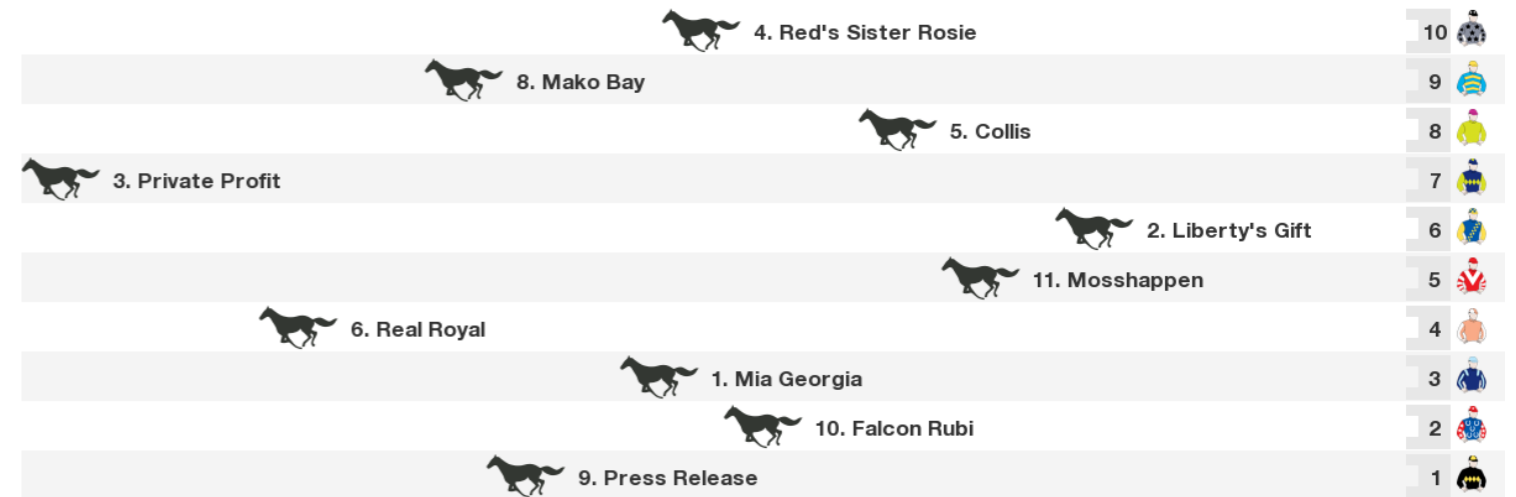 4. Red's Sister Rosie 10
8. Mako Bay 9
5. Collis 8
3. Private Profit 7
2. Liberty's Gift 6
11. Mosshappen 5
6. Real Royal 4
1. Mia Georgia 3
10. Falcon Rubi 2
9. Press Release 1